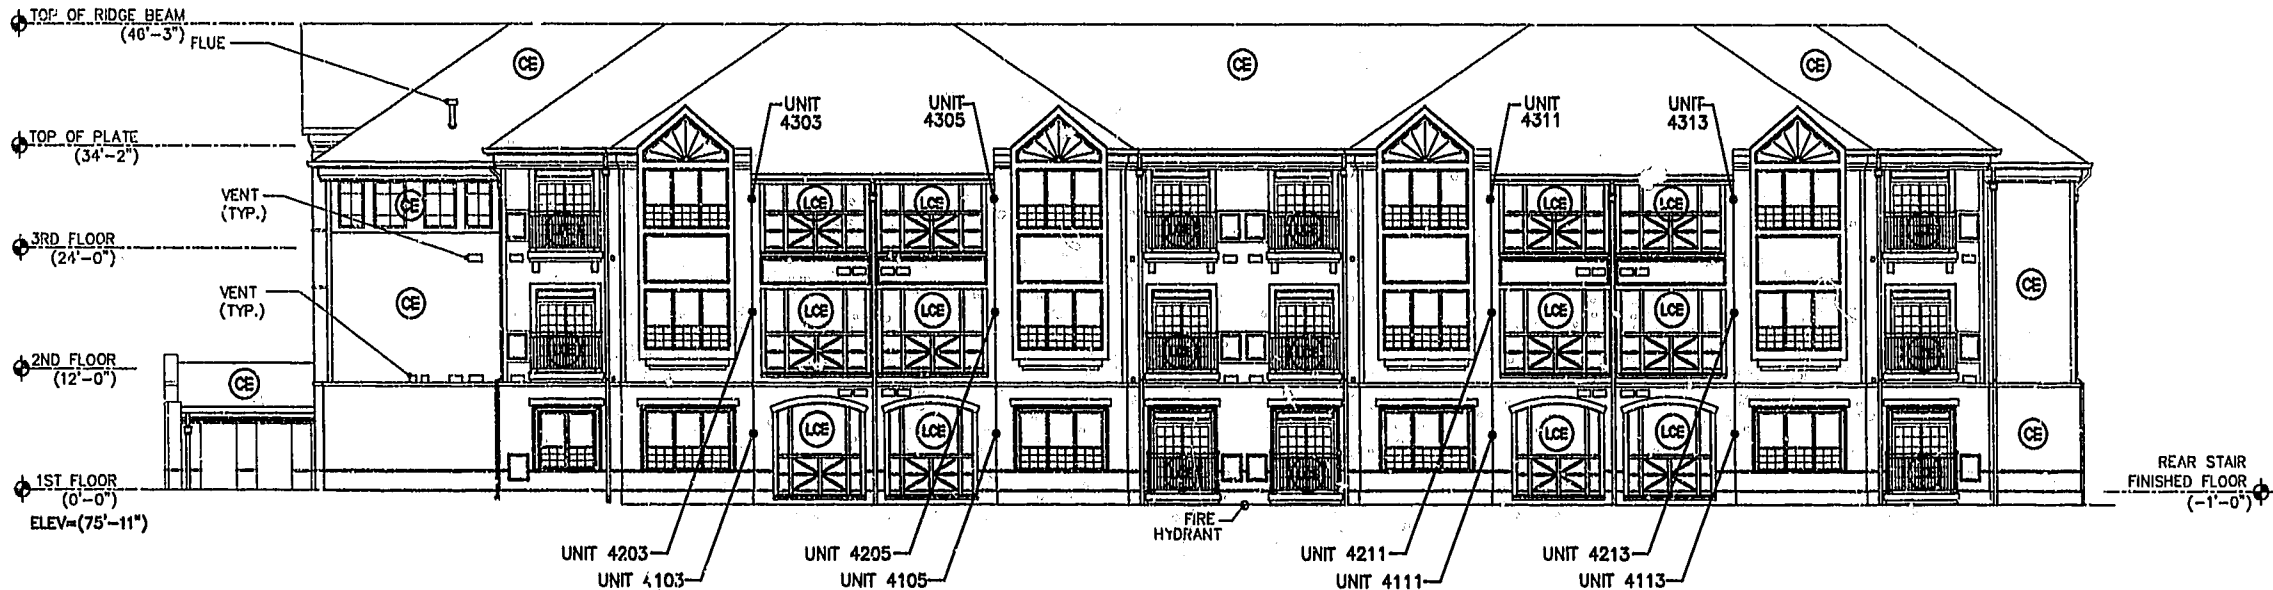 TOP OF RIDGE BEAM
(46'-3")
FLUE
CE
CE
CE
TOP OF PLATE
(34'-2")
UNIT
4303
UNIT
4305
UNIT
4311
UNIT
4313
VENT
(TYP.)
CE
LCE
LCE
LCE
LCE
3RD FLOOR
(24'-0")
VENT
(TYP.)
CE
LCE
LCE
LCE
LCE
CE
2ND FLOOR
(12'-0")
CE
LCE
LCE
LCE
LCE
CE
1ST FLOOR
(0'-0")
ELEV=(75'-11")
REAR STAIR
FINISHED FLOOR
(-1'-0")
FIRE
HYDRANT
UNIT 4203
UNIT 4103
UNIT 4205
UNIT 4105
UNIT 4211
UNIT 4111
UNIT 4213
UNIT 4113